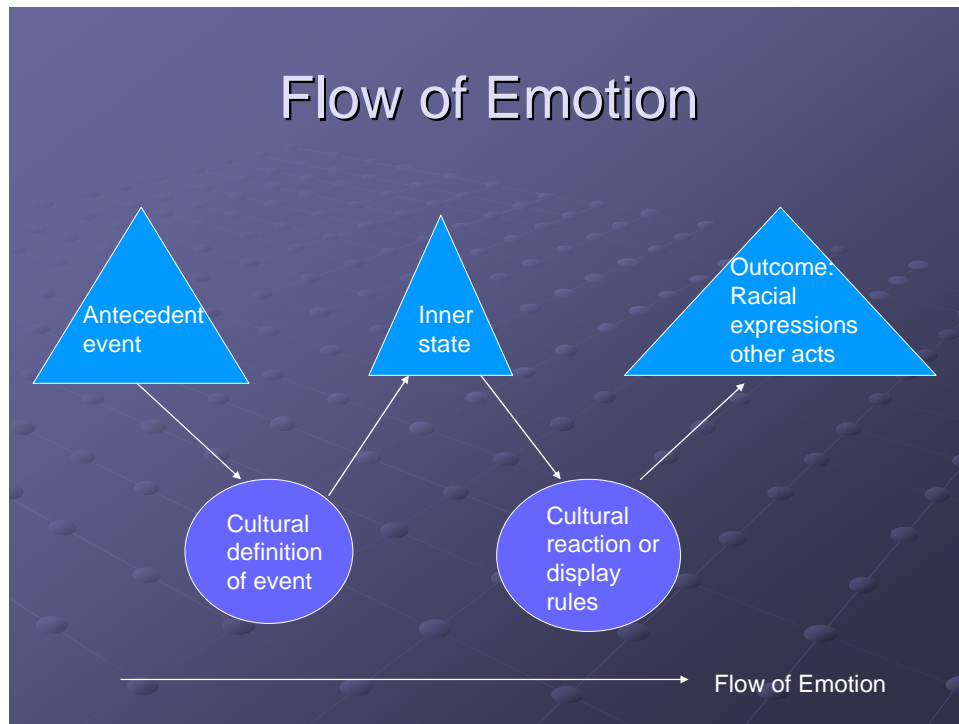 Flow of Emotion
Antecedent
event
Inner
state
Outcome:
Racial
expressions
other acts
Cultural
definition
of event
Cultural
reaction or
display
rules
Flow of Emotion